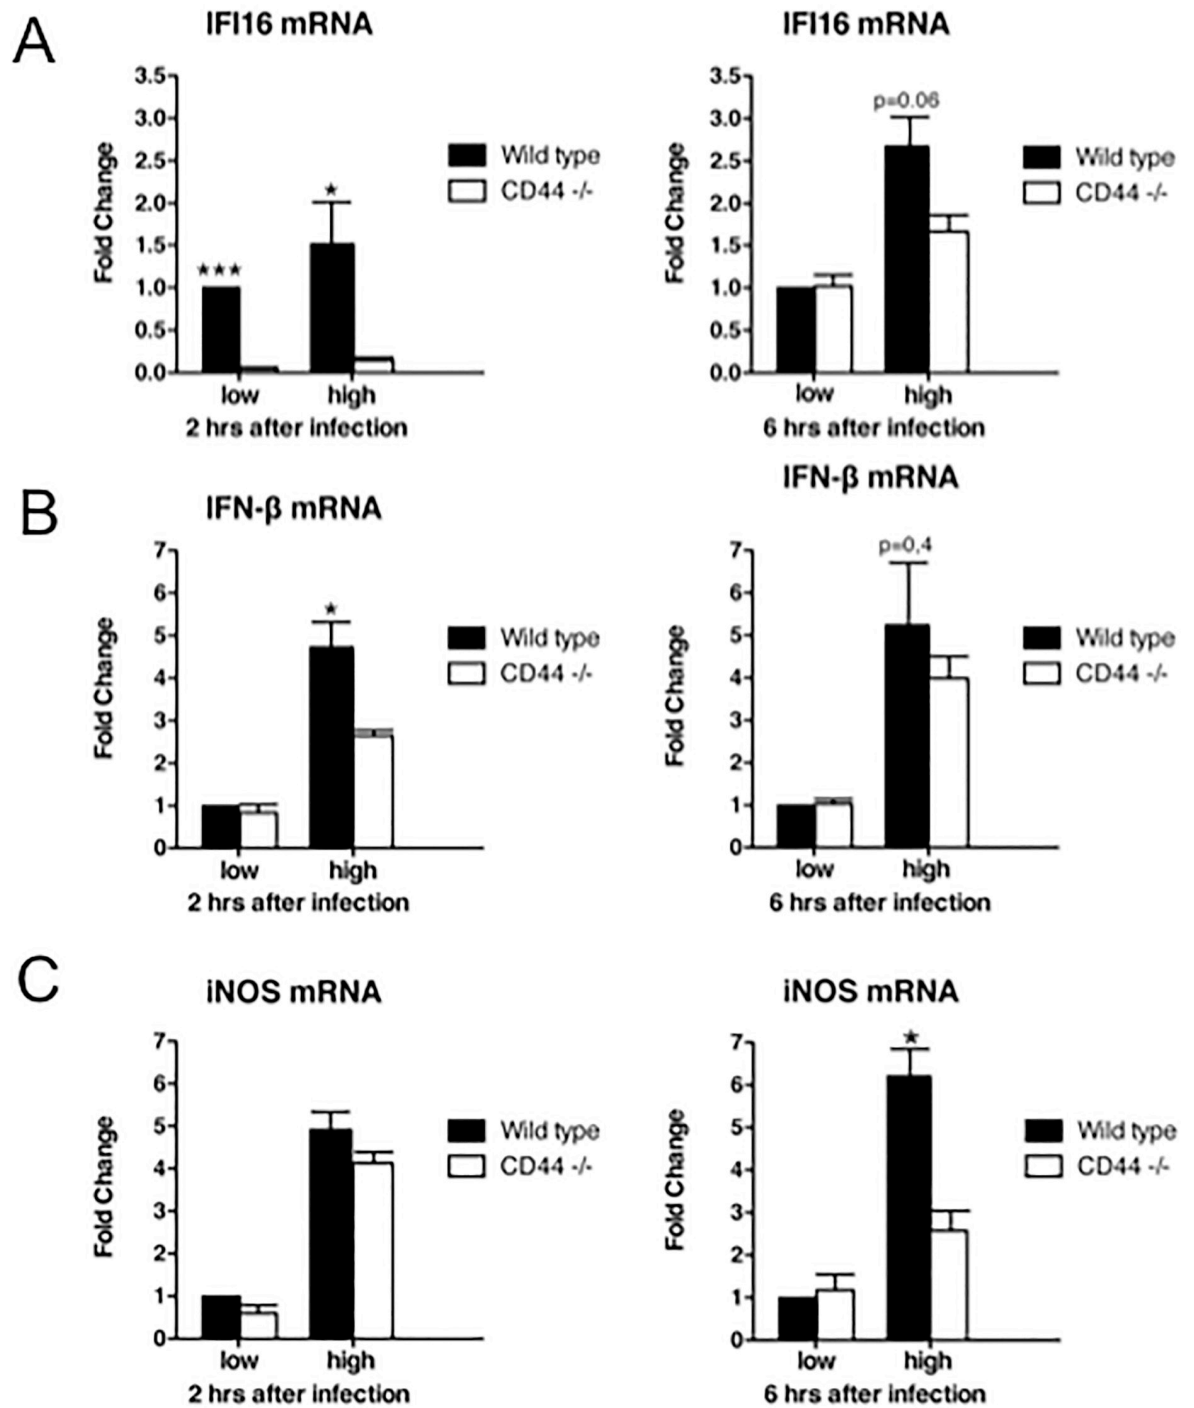 A
IFI16 mRNA
Fold Change
3.5
3.0
2.5
2.0
1.5
1.0
0.5
0.0
★★★
★
low
high
2 hrs after infection
Wild type
CD44 -/-
IFI16 mRNA
Fold Change
3.5
3.0
2.5
2.0
1.5
1.0
0.5
0.0
p=0.06
low
high
6 hrs after infection
Wild type
CD44 -/-
B
IFN-β mRNA
Fold Change
7
6
5
4
3
2
1
0
★
low
high
2 hrs after infection
Wild type
CD44 -/-
IFN-β mRNA
Fold Change
7
6
5
4
3
2
1
0
p=0,4
low
high
6 hrs after infection
Wild type
CD44 -/-
C
iNOS mRNA
Fold Change
7
6
5
4
3
2
1
0
low
high
2 hrs after infection
Wild type
CD44 -/-
iNOS mRNA
Fold Change
7
6
5
4
3
2
1
0
★
low
high
6 hrs after infection
Wild type
CD44 -/-